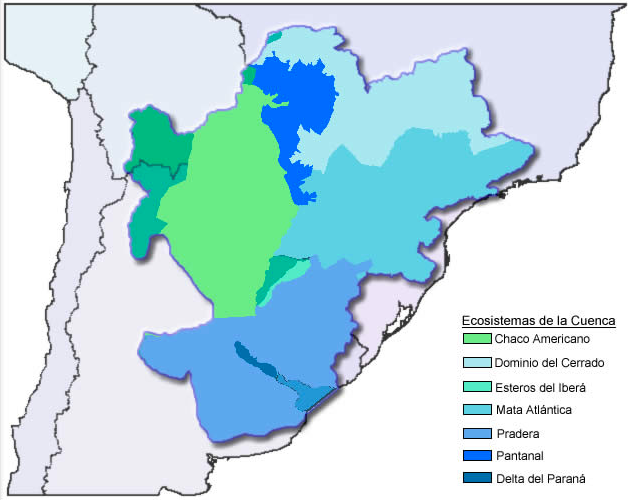 Ecosistemas de la Cuenca
Chaco Americano
Dominio del Cerrado
Esteros del Iberá
Mata Atlántica
Pradera
Pantanal
Delta del Paraná